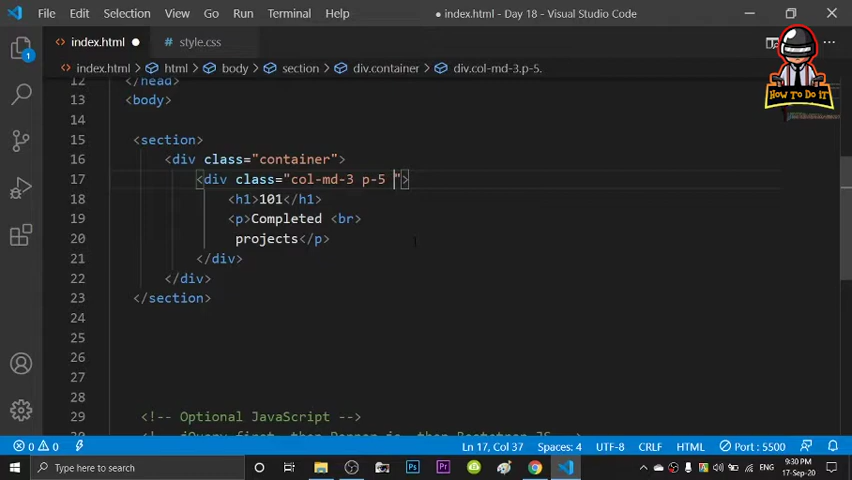 File Edit Selection View Go Run Terminal Help ● index.html - Day 18 - Visual Studio Code
index.html ● style.css
index.html > html > body > section > div.container > div.col-md-3.p-5.
HOW TO DO IT
12 </head>
13 <body>
14
15 <section>
16 <div class="container">
17 <div class="col-md-3 p-5 ">
18 <h1>101</h1>
19 <p>Completed <br>
20 projects</p>
21 </div>
22 </div>
23 </section>
24
25
26
27
28
29 <!-- Optional JavaScript -->
1
0 0 Ln 17, Col 37 Spaces: 4 UTF-8 CRLF HTML Port : 5500
Type here to search
Ps Pr ENG 9:30 PM
17-Sep-20